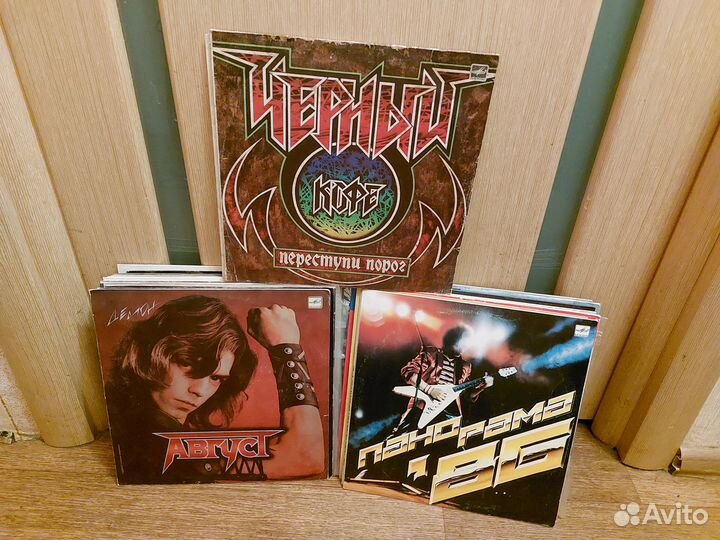 ЧЕРНЫЙ
КОФЕ
переступи порог
ДЕМОН
АВГУСТ
ПАНОРАМА
'86
Avito